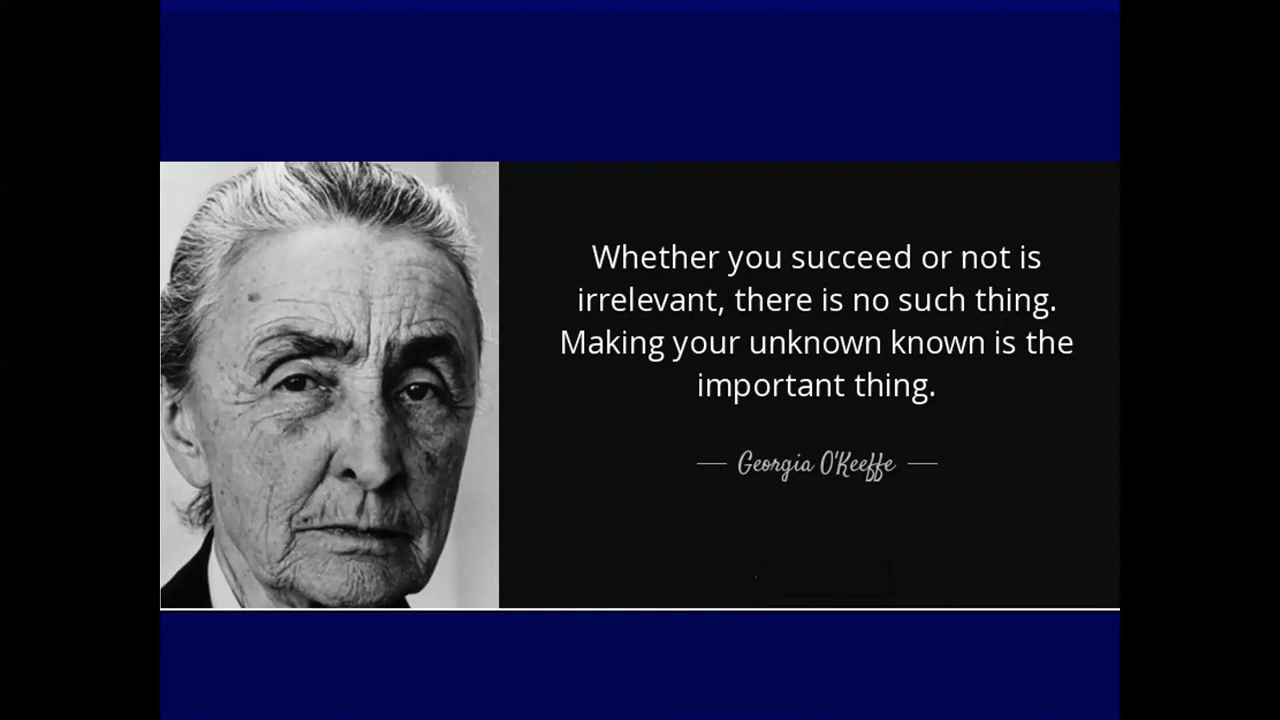 Whether you succeed or not is
irrelevant, there is no such thing.
Making your unknown known is the
important thing.
Georgia O'Keeffe